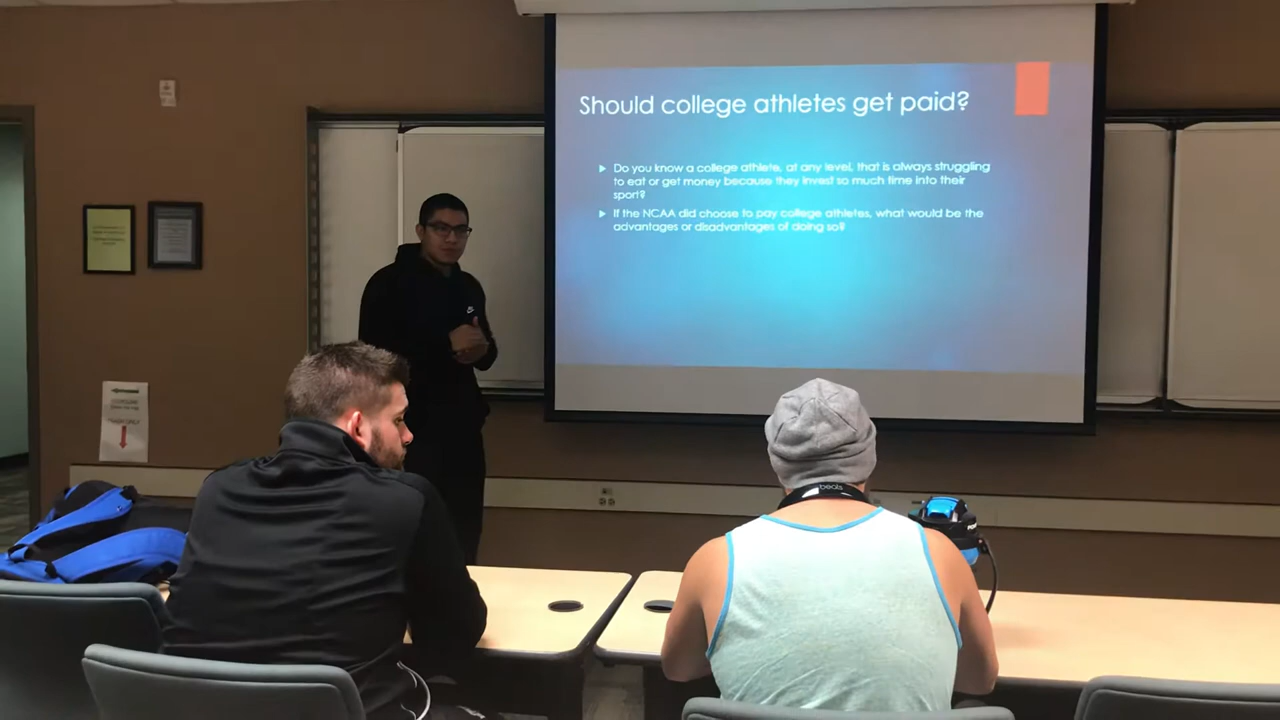 Should college athletes get paid?
Do you know a college athlete, at any level, that is always struggling
to eat or get money because they invest so much time into their
sport?
If the NCAA did choose to pay college athletes, what would be the
advantages or disadvantages of doing so?
beats